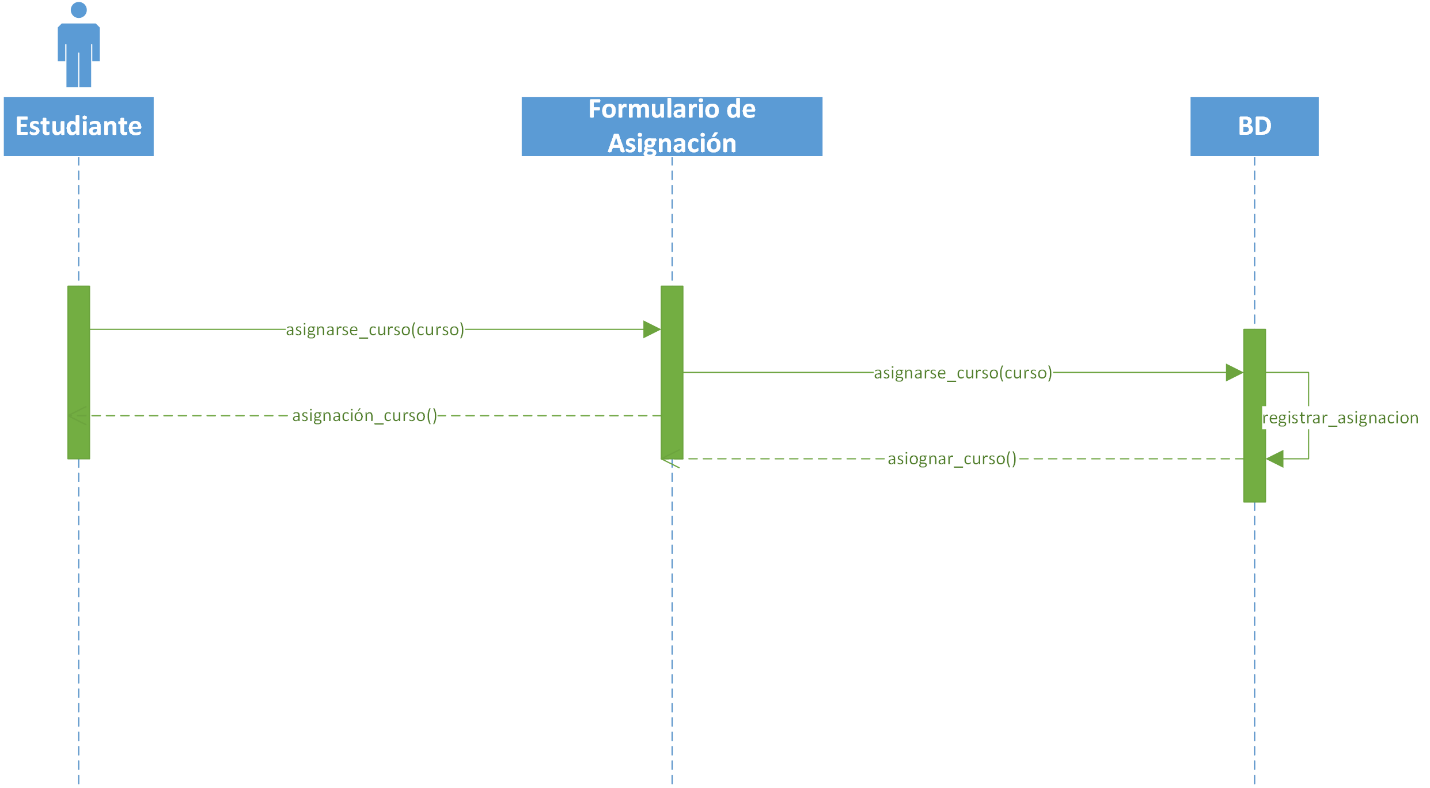 Estudiante
Formulario de
Asignación
BD
asignarse_curso(curso)
asignarse_curso(curso)
asignación_curso()
registrar_asignacion
asiognar_curso()